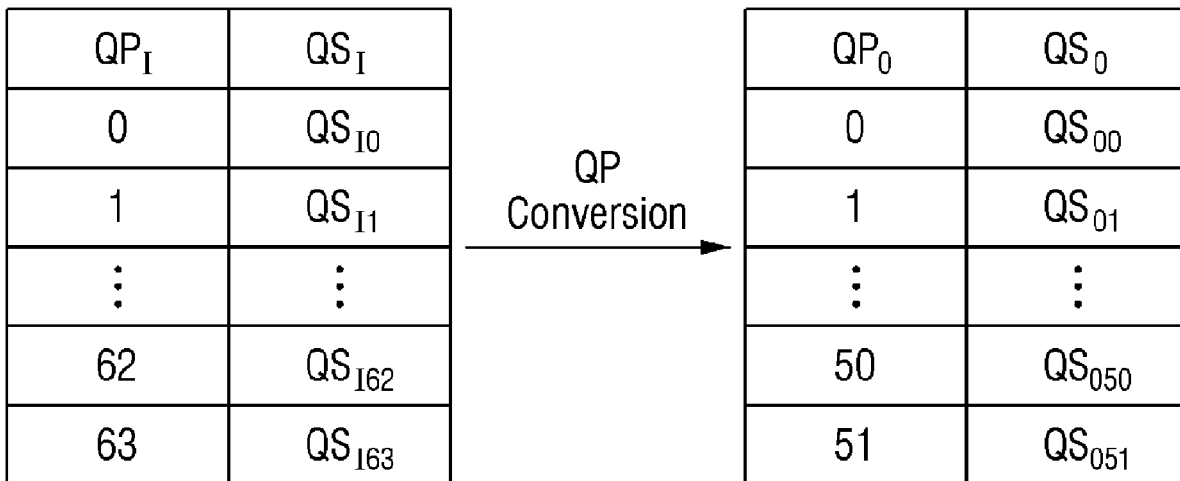 QP_I QS_I
0 QS_I0
1 QS_I1
⋮ ⋮
62 QS_I62
63 QS_I63
QP
Conversion
QP_0 QS_0
0 QS_00
1 QS_01
⋮ ⋮
50 QS_050
51 QS_051